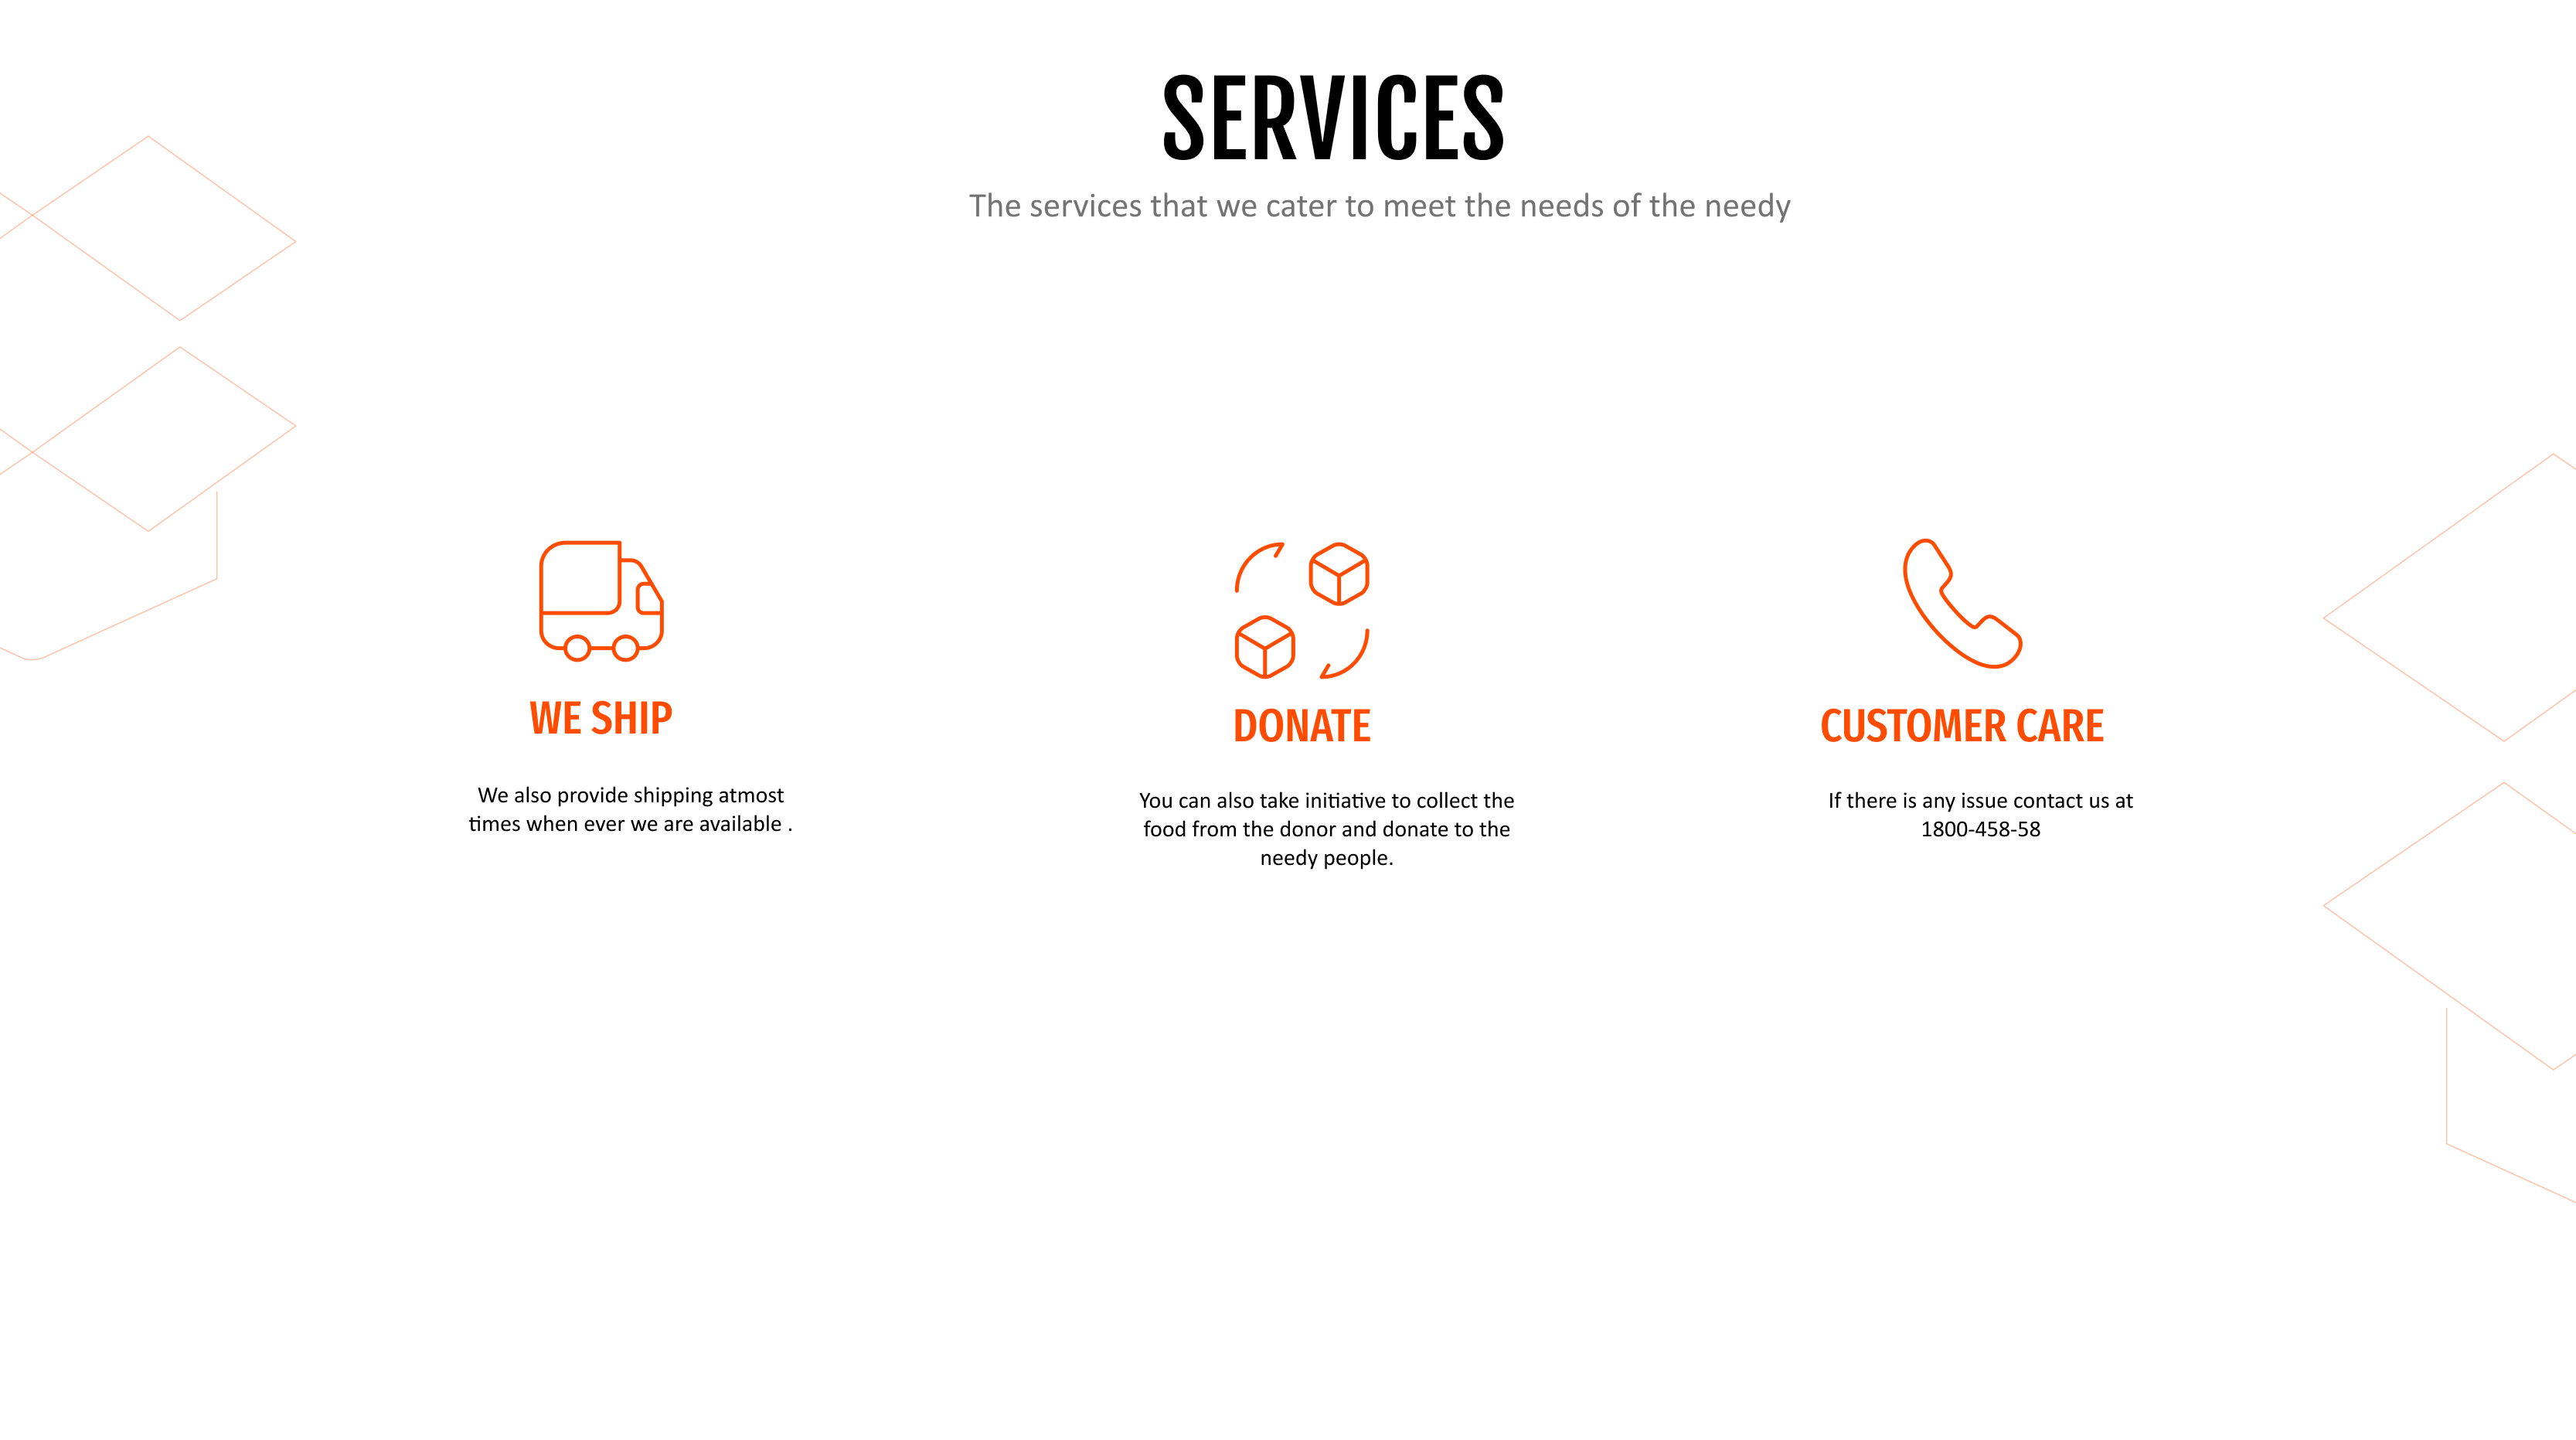 SERVICES
The services that we cater to meet the needs of the needy
WE SHIP
We also provide shipping atmost
times when ever we are available .
DONATE
You can also take initiative to collect the
food from the donor and donate to the
needy people.
CUSTOMER CARE
If there is any issue contact us at
1800-458-58